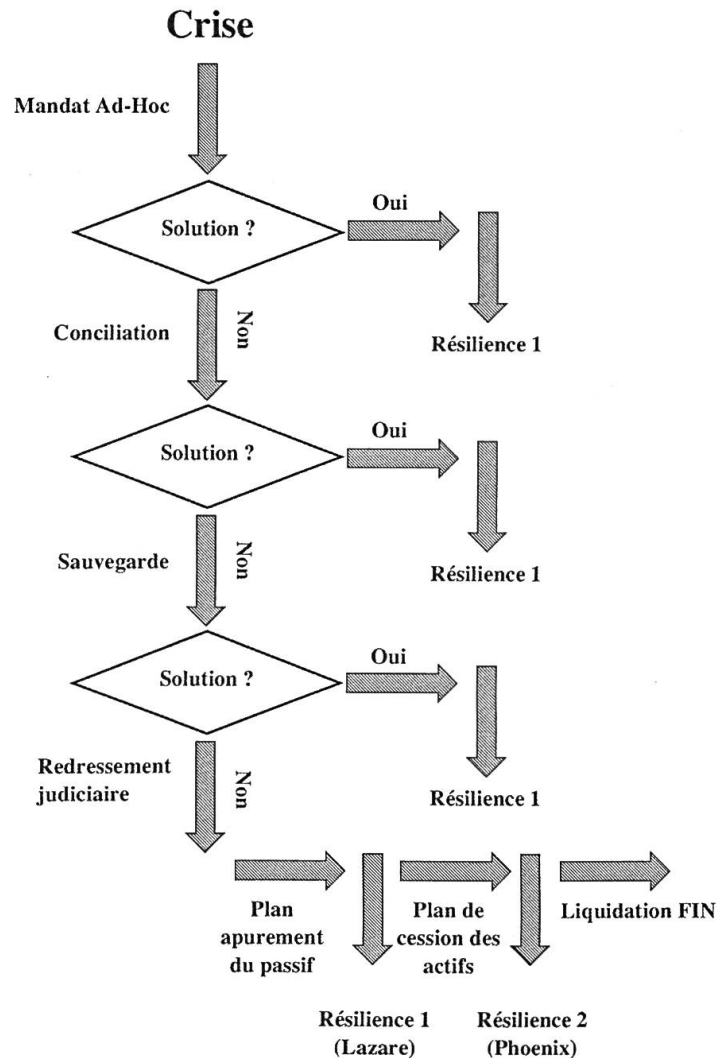 Crise
Mandat Ad-Hoc
Solution ?
Oui
Conciliation
Non
Résilience 1
Solution ?
Oui
Sauvegarde
Non
Résilience 1
Solution ?
Oui
Redressement
judiciaire
Non
Résilience 1
Plan
apurement
du passif
Plan de
cession des
actifs
Liquidation FIN
Résilience 1
(Lazare)
Résilience 2
(Phoenix)